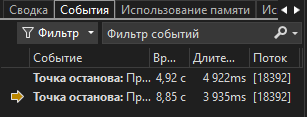 Сводка События Использование памяти Ис
Фильтр Фильтр событий
Событие Вр... Длите... Поток
Точка останова: Пр... 4,92 с 4 922ms [18392]
Точка останова: Пр... 8,85 с 3 935ms [18392]